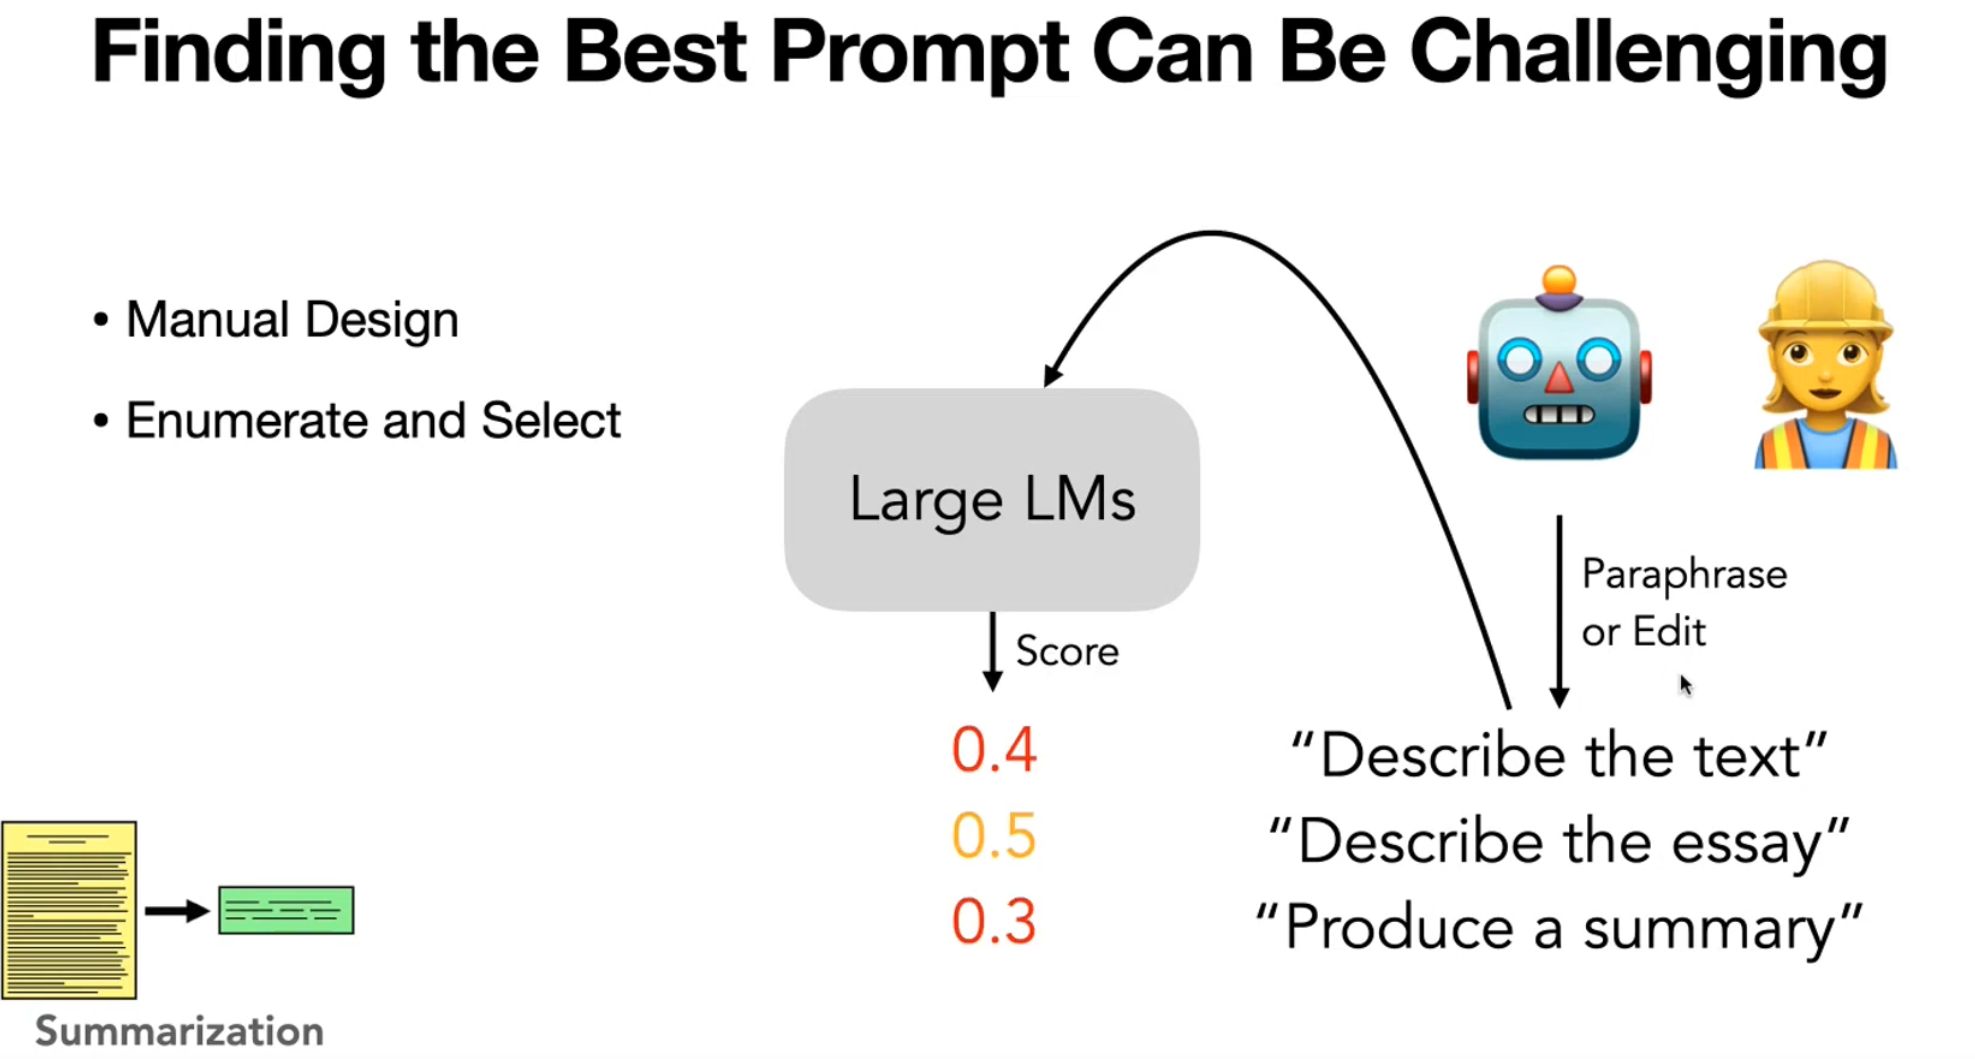 Finding the Best Prompt Can Be Challenging
• Manual Design
• Enumerate and Select
Large LMs
Score
0.4
0.5
0.3
Paraphrase
or Edit
“Describe the text”
“Describe the essay”
“Produce a summary”
Summarization